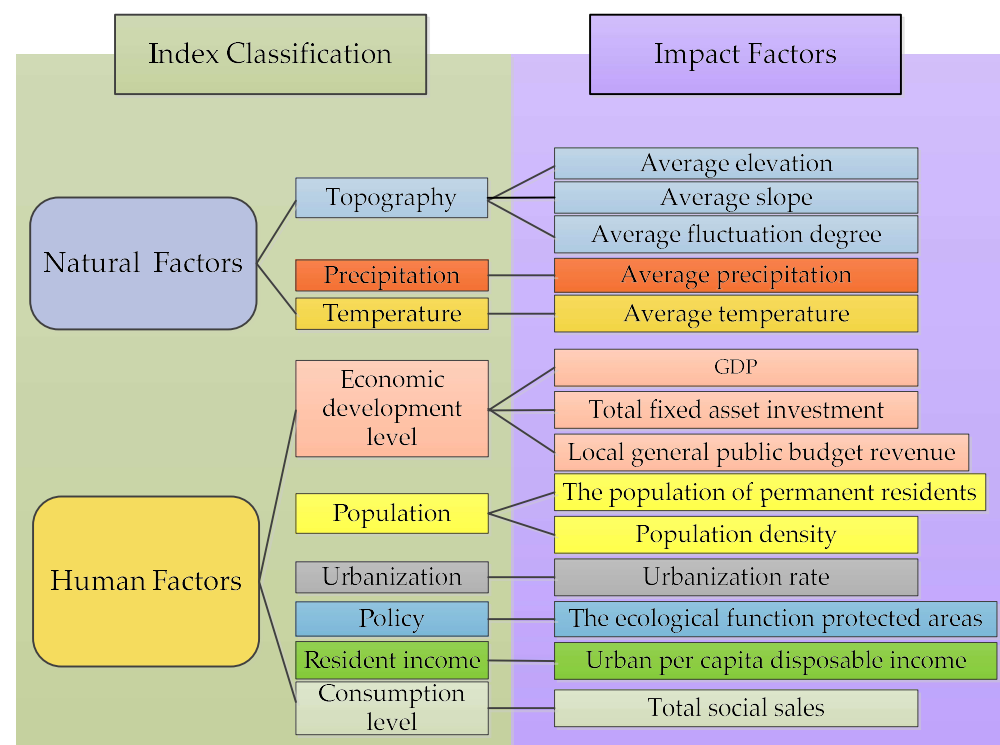 Index Classification
Impact Factors
Natural Factors
Topography
Average elevation
Average slope
Average fluctuation degree
Precipitation
Average precipitation
Temperature
Average temperature
Human Factors
Economic
development
level
GDP
Total fixed asset investment
Local general public budget revenue
Population
The population of permanent residents
Population density
Urbanization
Urbanization rate
Policy
The ecological function protected areas
Resident income
Urban per capita disposable income
Consumption
level
Total social sales